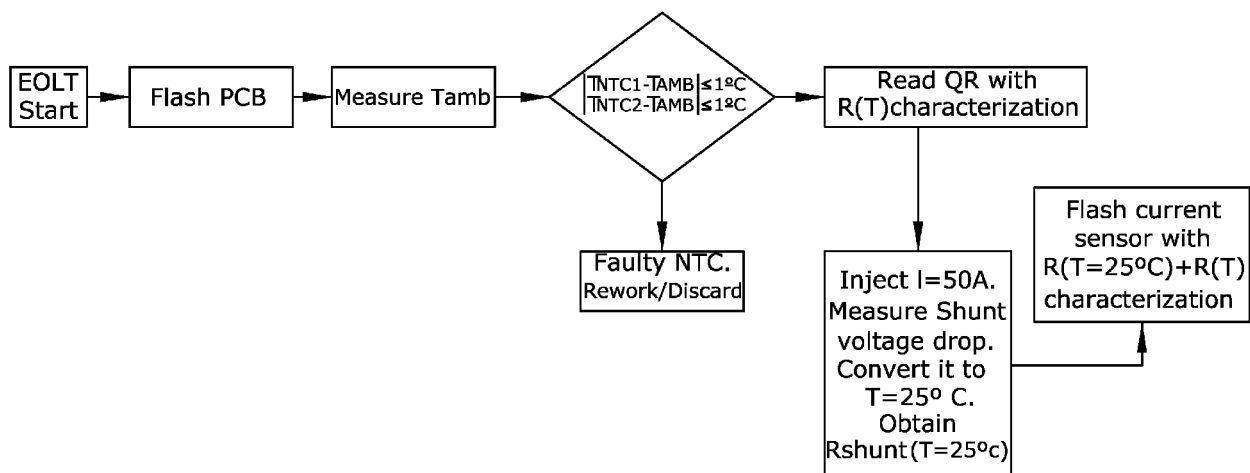 EOLT
Start
Flash PCB
Measure Tamb
|TNTC1-TAMB|≤1ºC
|TNTC2-TAMB|≤1ºC
Read QR with
R(T)characterization
Faulty NTC.
Rework/Discard
Inject I=50A.
Measure Shunt
voltage drop.
Convert it to
T=25º C.
Obtain
Rshunt(T=25ºc)
Flash current
sensor with
R(T=25ºC)+R(T)
characterization